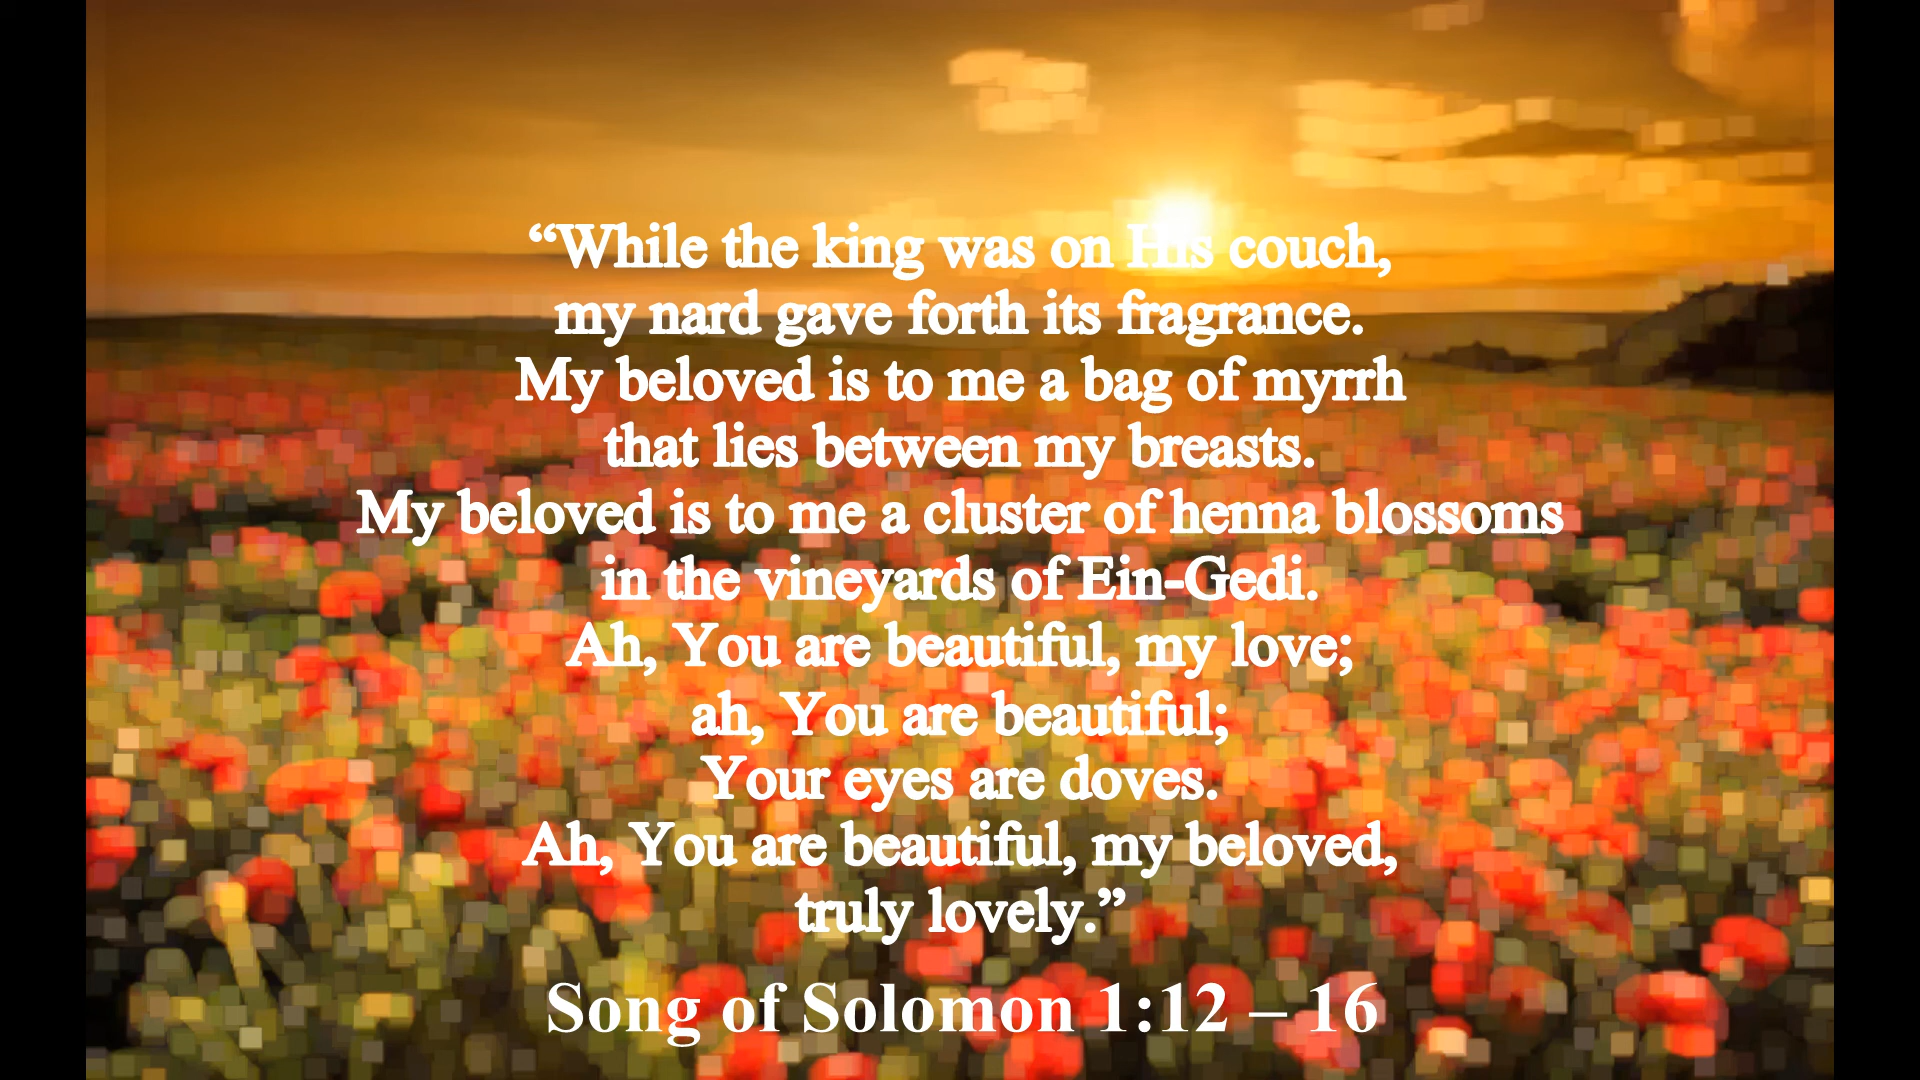 “While the king was on His couch,
my nard gave forth its fragrance.
My beloved is to me a bag of myrrh
that lies between my breasts.
My beloved is to me a cluster of henna blossoms
in the vineyards of Ein-Gedi.
Ah, You are beautiful, my love;
ah, You are beautiful;
Your eyes are doves.
Ah, You are beautiful, my beloved,
truly lovely.”
Song of Solomon 1:12 – 16